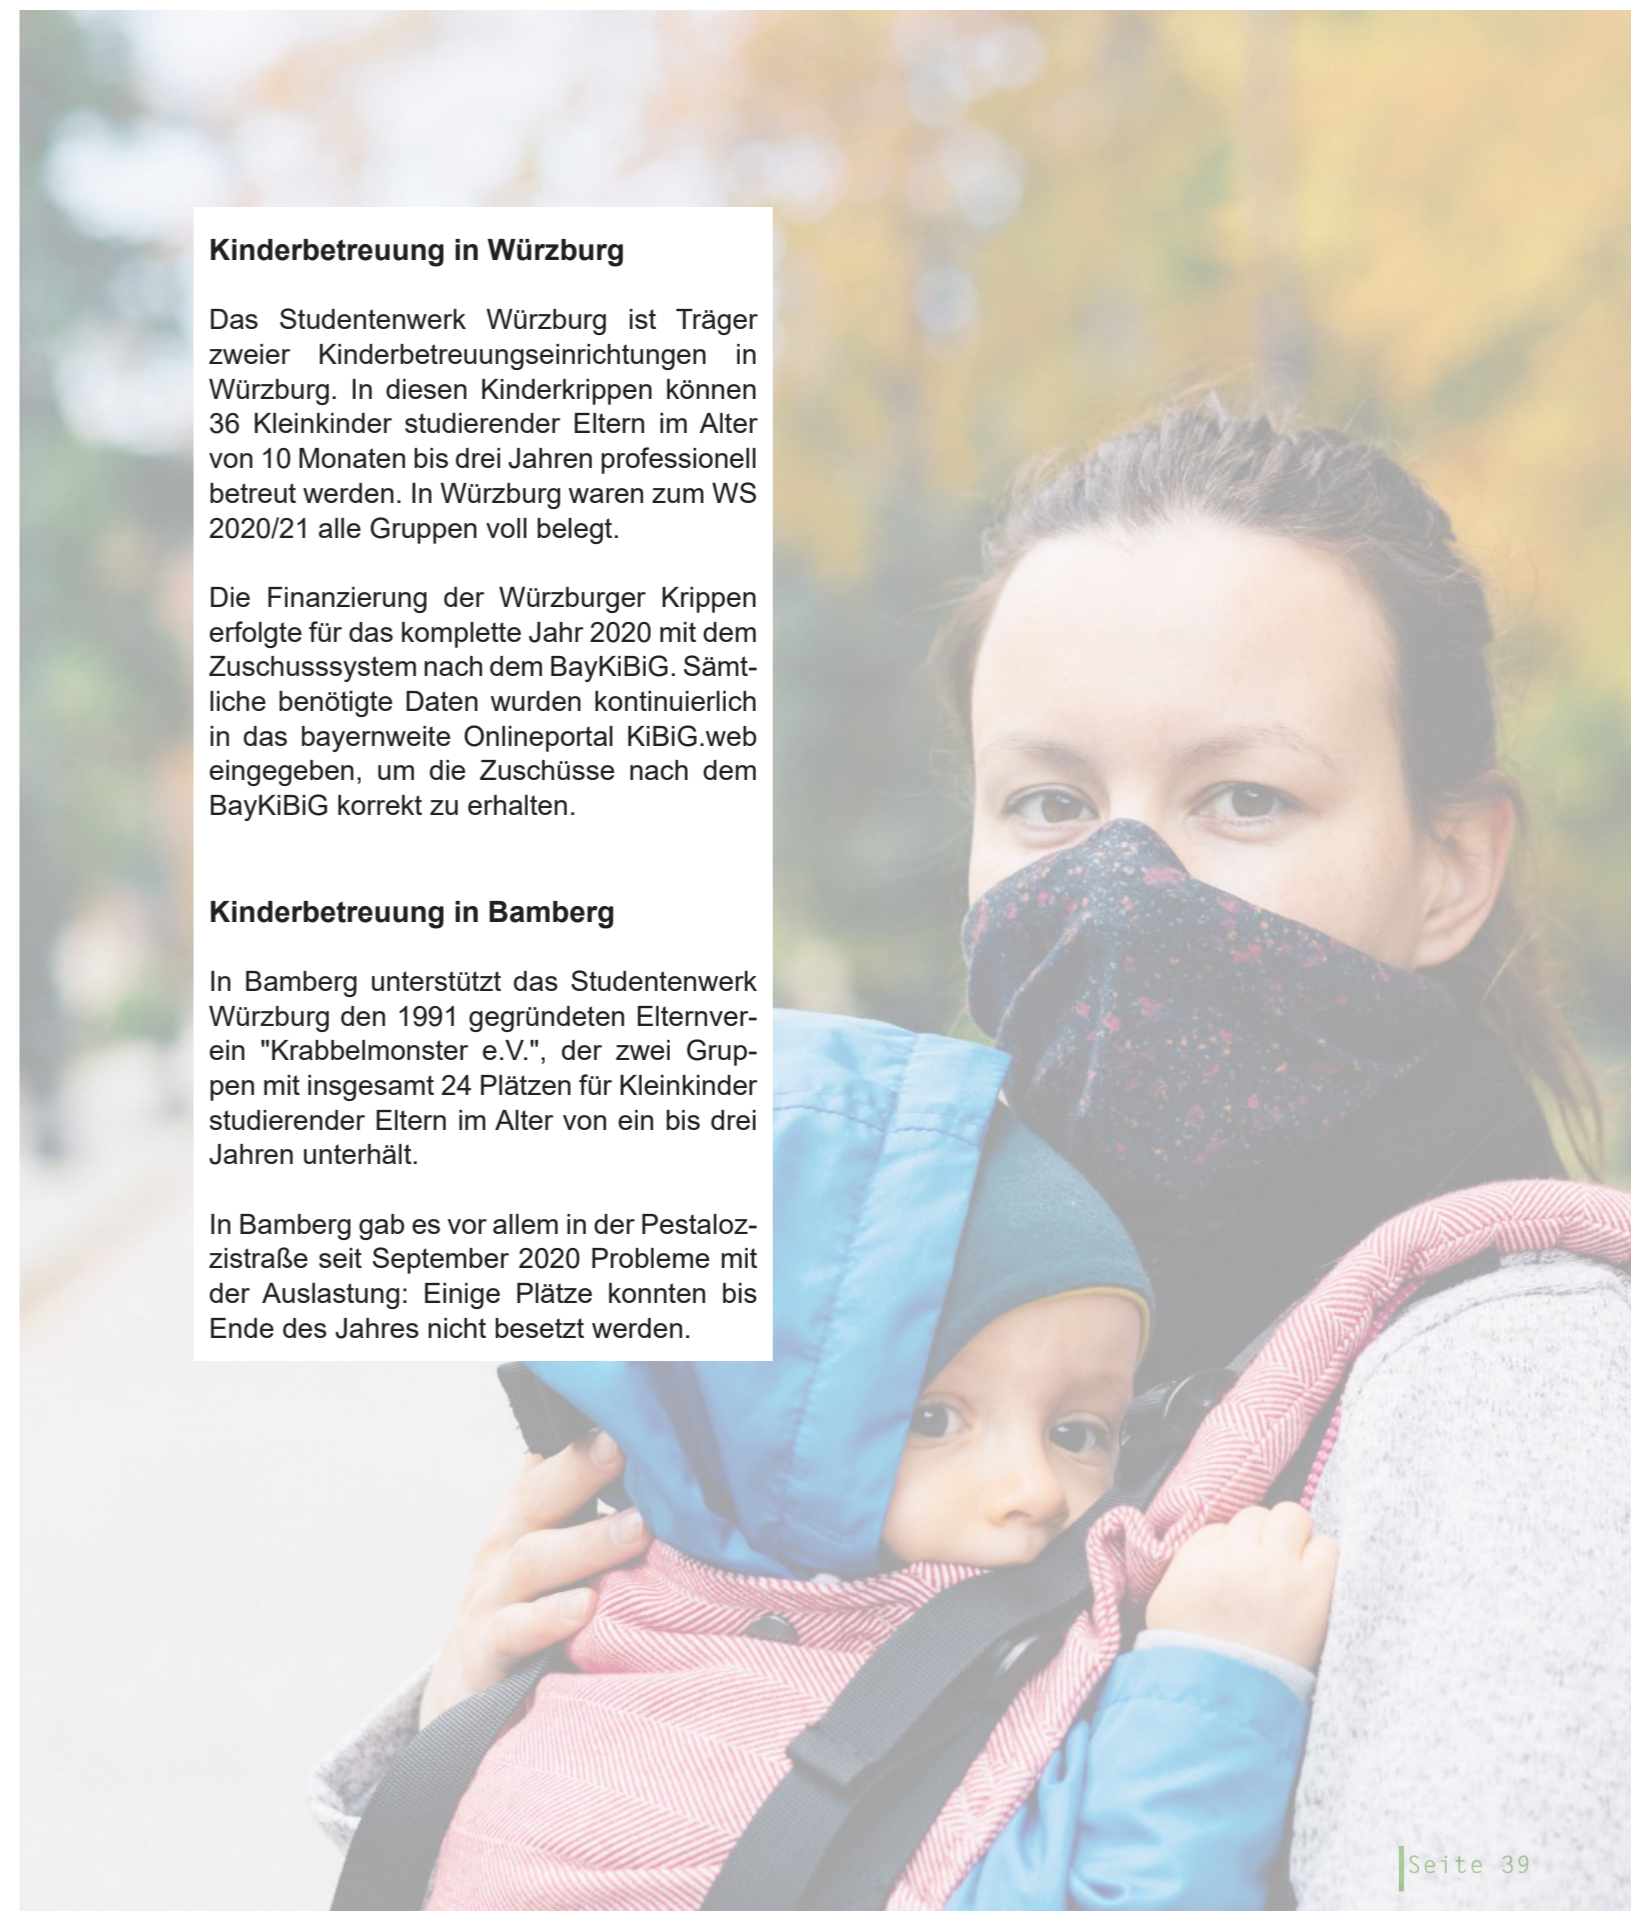 Kinderbetreuung in Würzburg
Das Studentenwerk Würzburg ist Träger
zweier Kinderbetreuungseinrichtungen in
Würzburg. In diesen Kinderkrippen können
36 Kleinkinder studierender Eltern im Alter
von 10 Monaten bis drei Jahren professionell
betreut werden. In Würzburg waren zum WS
2020/21 alle Gruppen voll belegt.
Die Finanzierung der Würzburger Krippen
erfolgte für das komplette Jahr 2020 mit dem
Zuschusssystem nach dem BayKiBiG. Sämt-
liche benötigte Daten wurden kontinuierlich
in das bayernweite Onlineportal KiBiG.web
eingegeben, um die Zuschüsse nach dem
BayKiBiG korrekt zu erhalten.
Kinderbetreuung in Bamberg
In Bamberg unterstützt das Studentenwerk
Würzburg den 1991 gegründeten Elternver-
ein "Krabbelmonster e.V.", der zwei Grup-
pen mit insgesamt 24 Plätzen für Kleinkinder
studierender Eltern im Alter von ein bis drei
Jahren unterhält.
In Bamberg gab es vor allem in der Pestaloz-
zistraße seit September 2020 Probleme mit
der Auslastung: Einige Plätze konnten bis
Ende des Jahres nicht besetzt werden.
Seite 39